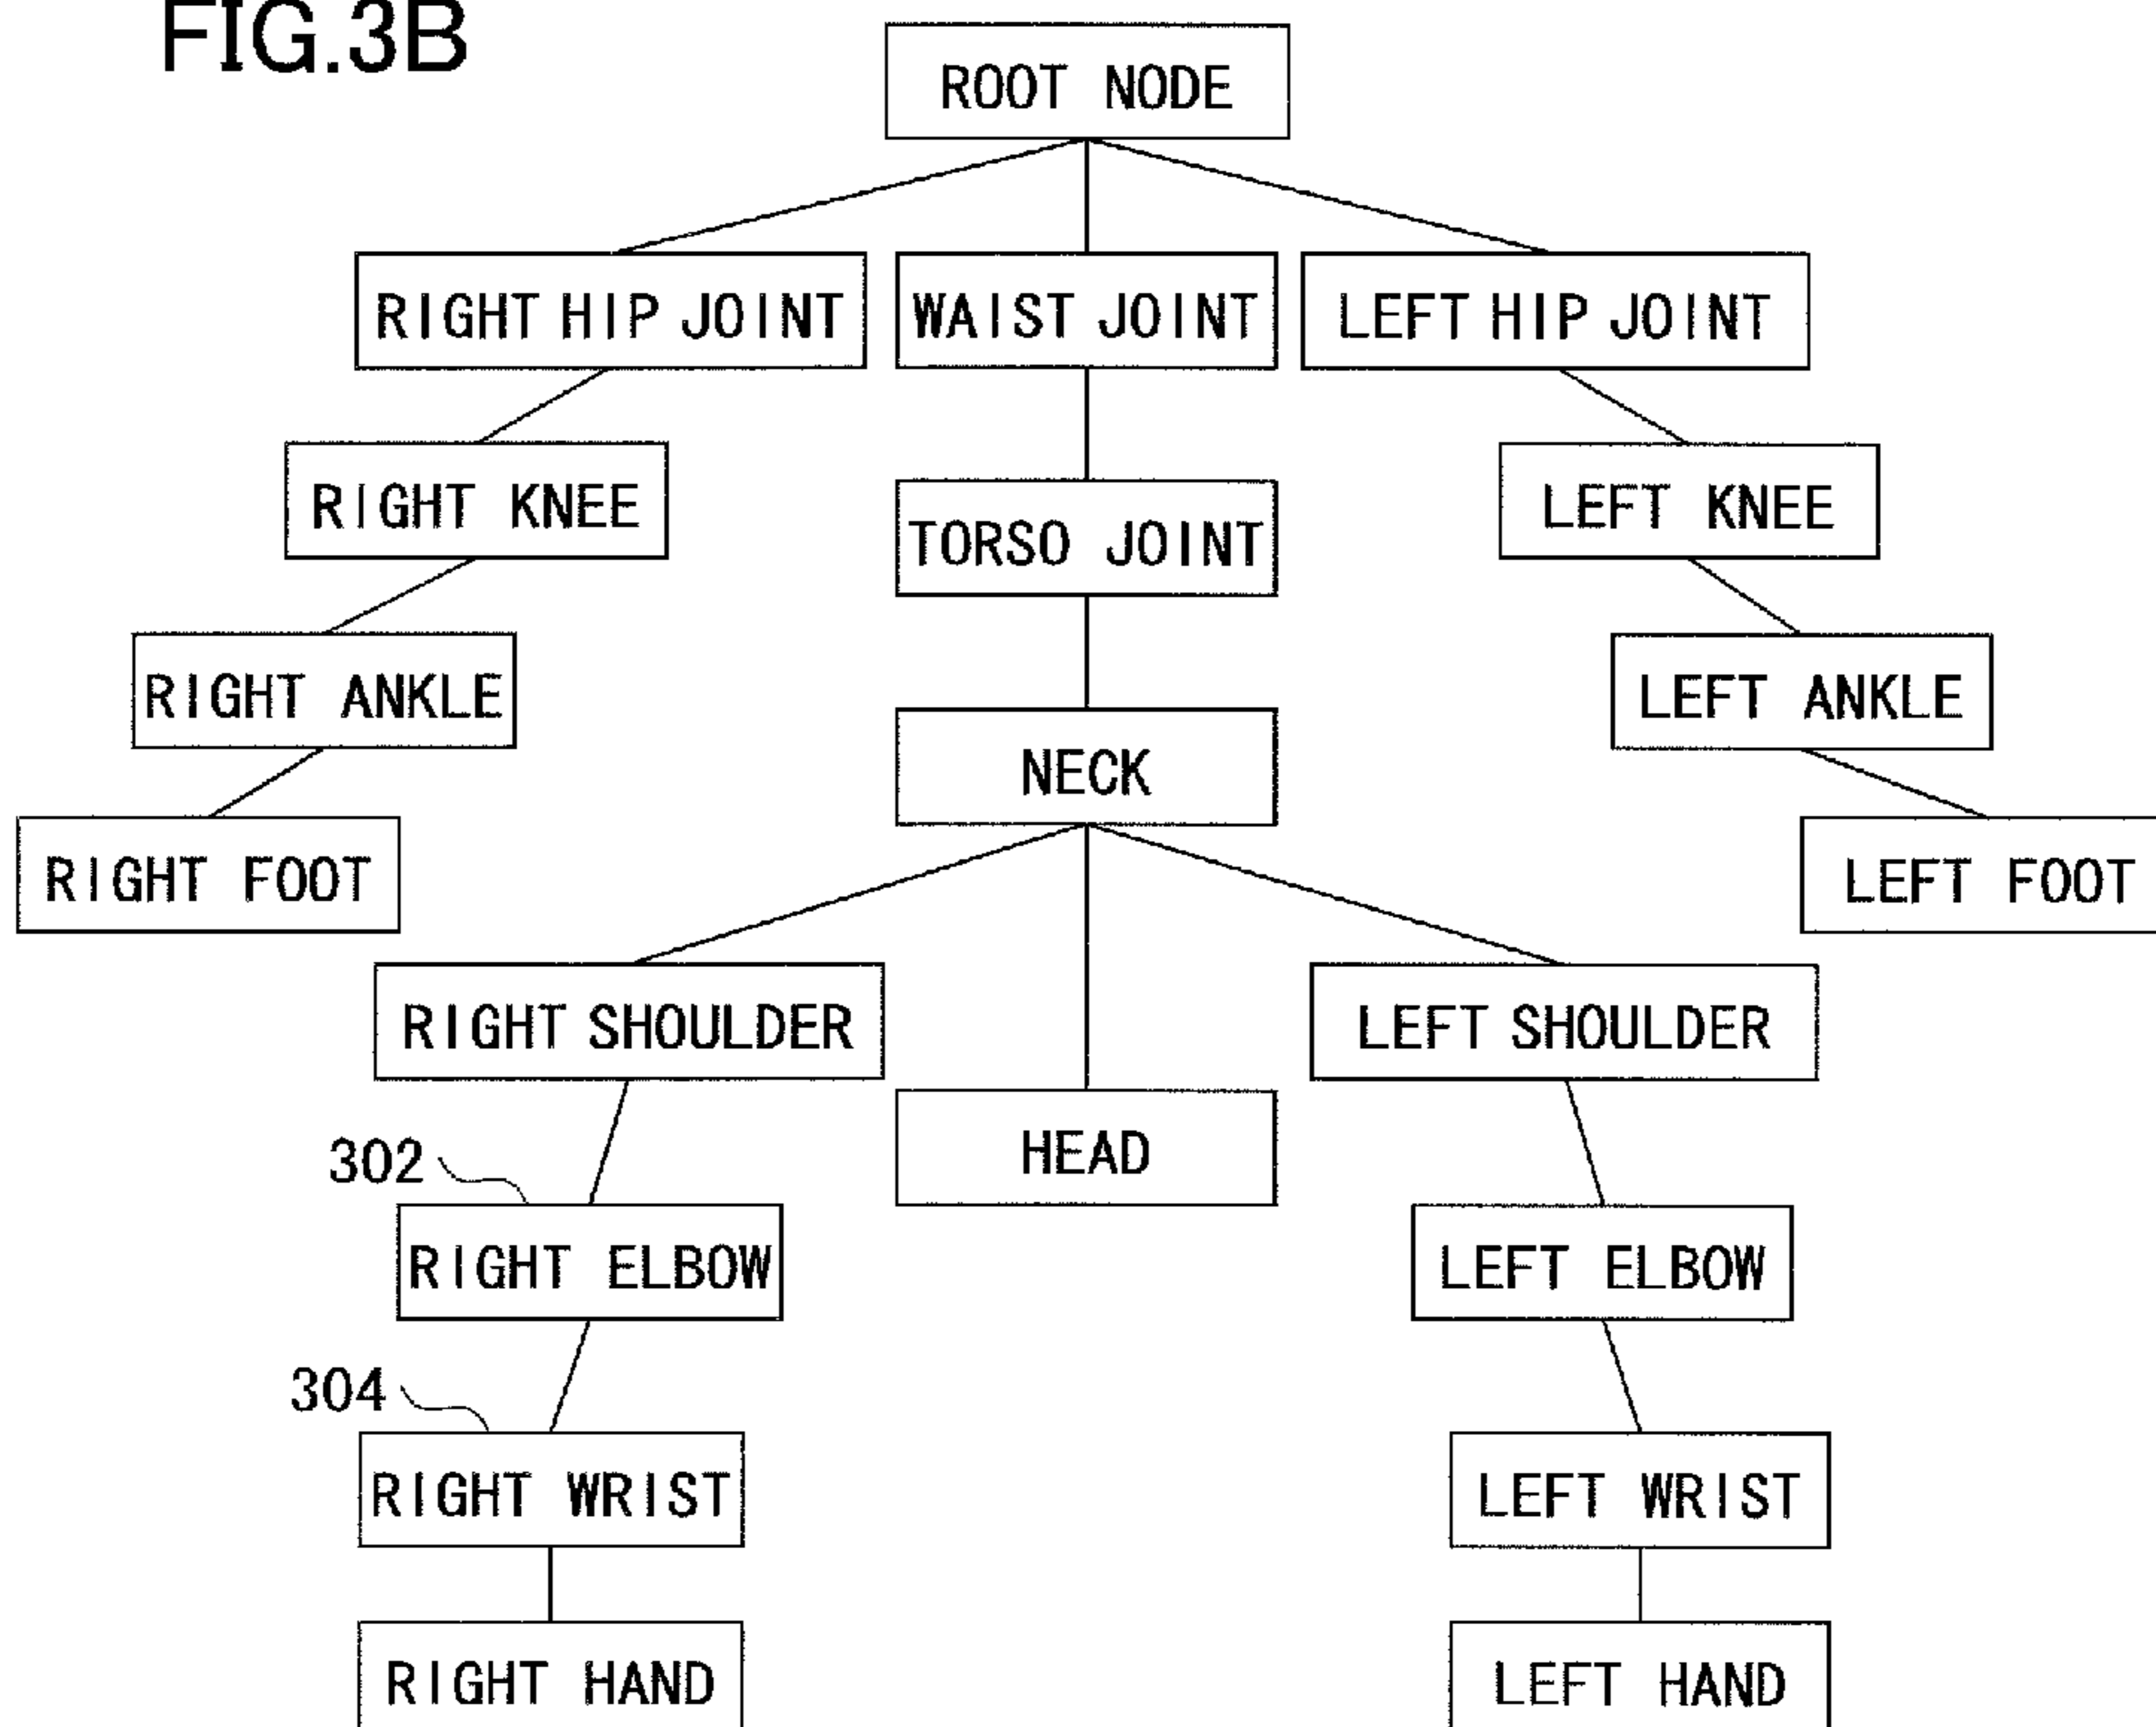 FIG.3B
ROOT NODE
RIGHT HIP JOINT
WAIST JOINT
LEFT HIP JOINT
RIGHT KNEE
LEFT KNEE
TORSO JOINT
RIGHT ANKLE
LEFT ANKLE
NECK
RIGHT FOOT
LEFT FOOT
RIGHT SHOULDER
LEFT SHOULDER
HEAD
302
RIGHT ELBOW
LEFT ELBOW
304
RIGHT WRIST
LEFT WRIST
RIGHT HAND
LEFT HAND